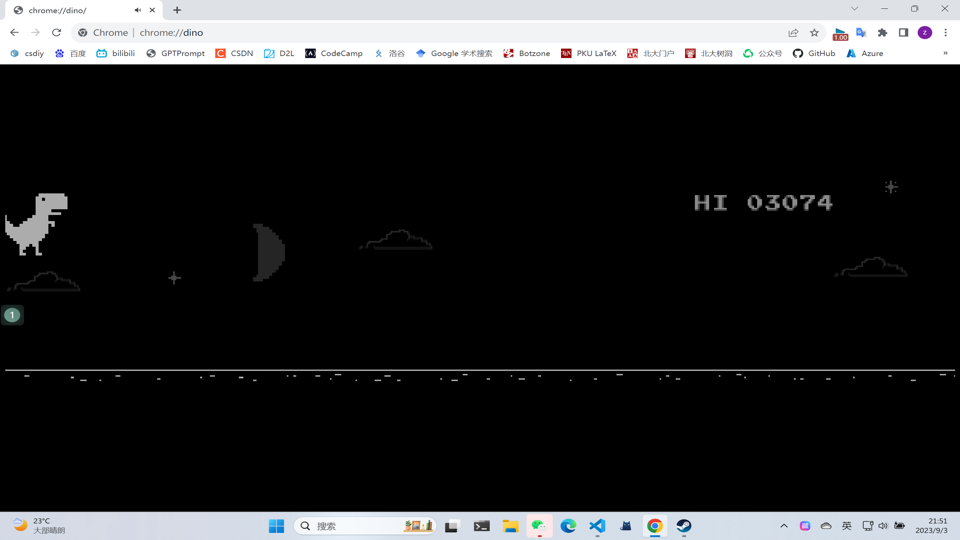 chrome://dino/
Chrome | chrome://dino
1.00
z
csdiy
百度
bilibili
GPTPrompt
CSDN
D2L
CodeCamp
洛谷
Google 学术搜索
Botzone
PKU LaTeX
北大门户
北大树洞
公众号
GitHub
Azure
»
HI 03074
1
23°C
大部晴朗
搜索
英
21:51
2023/9/3